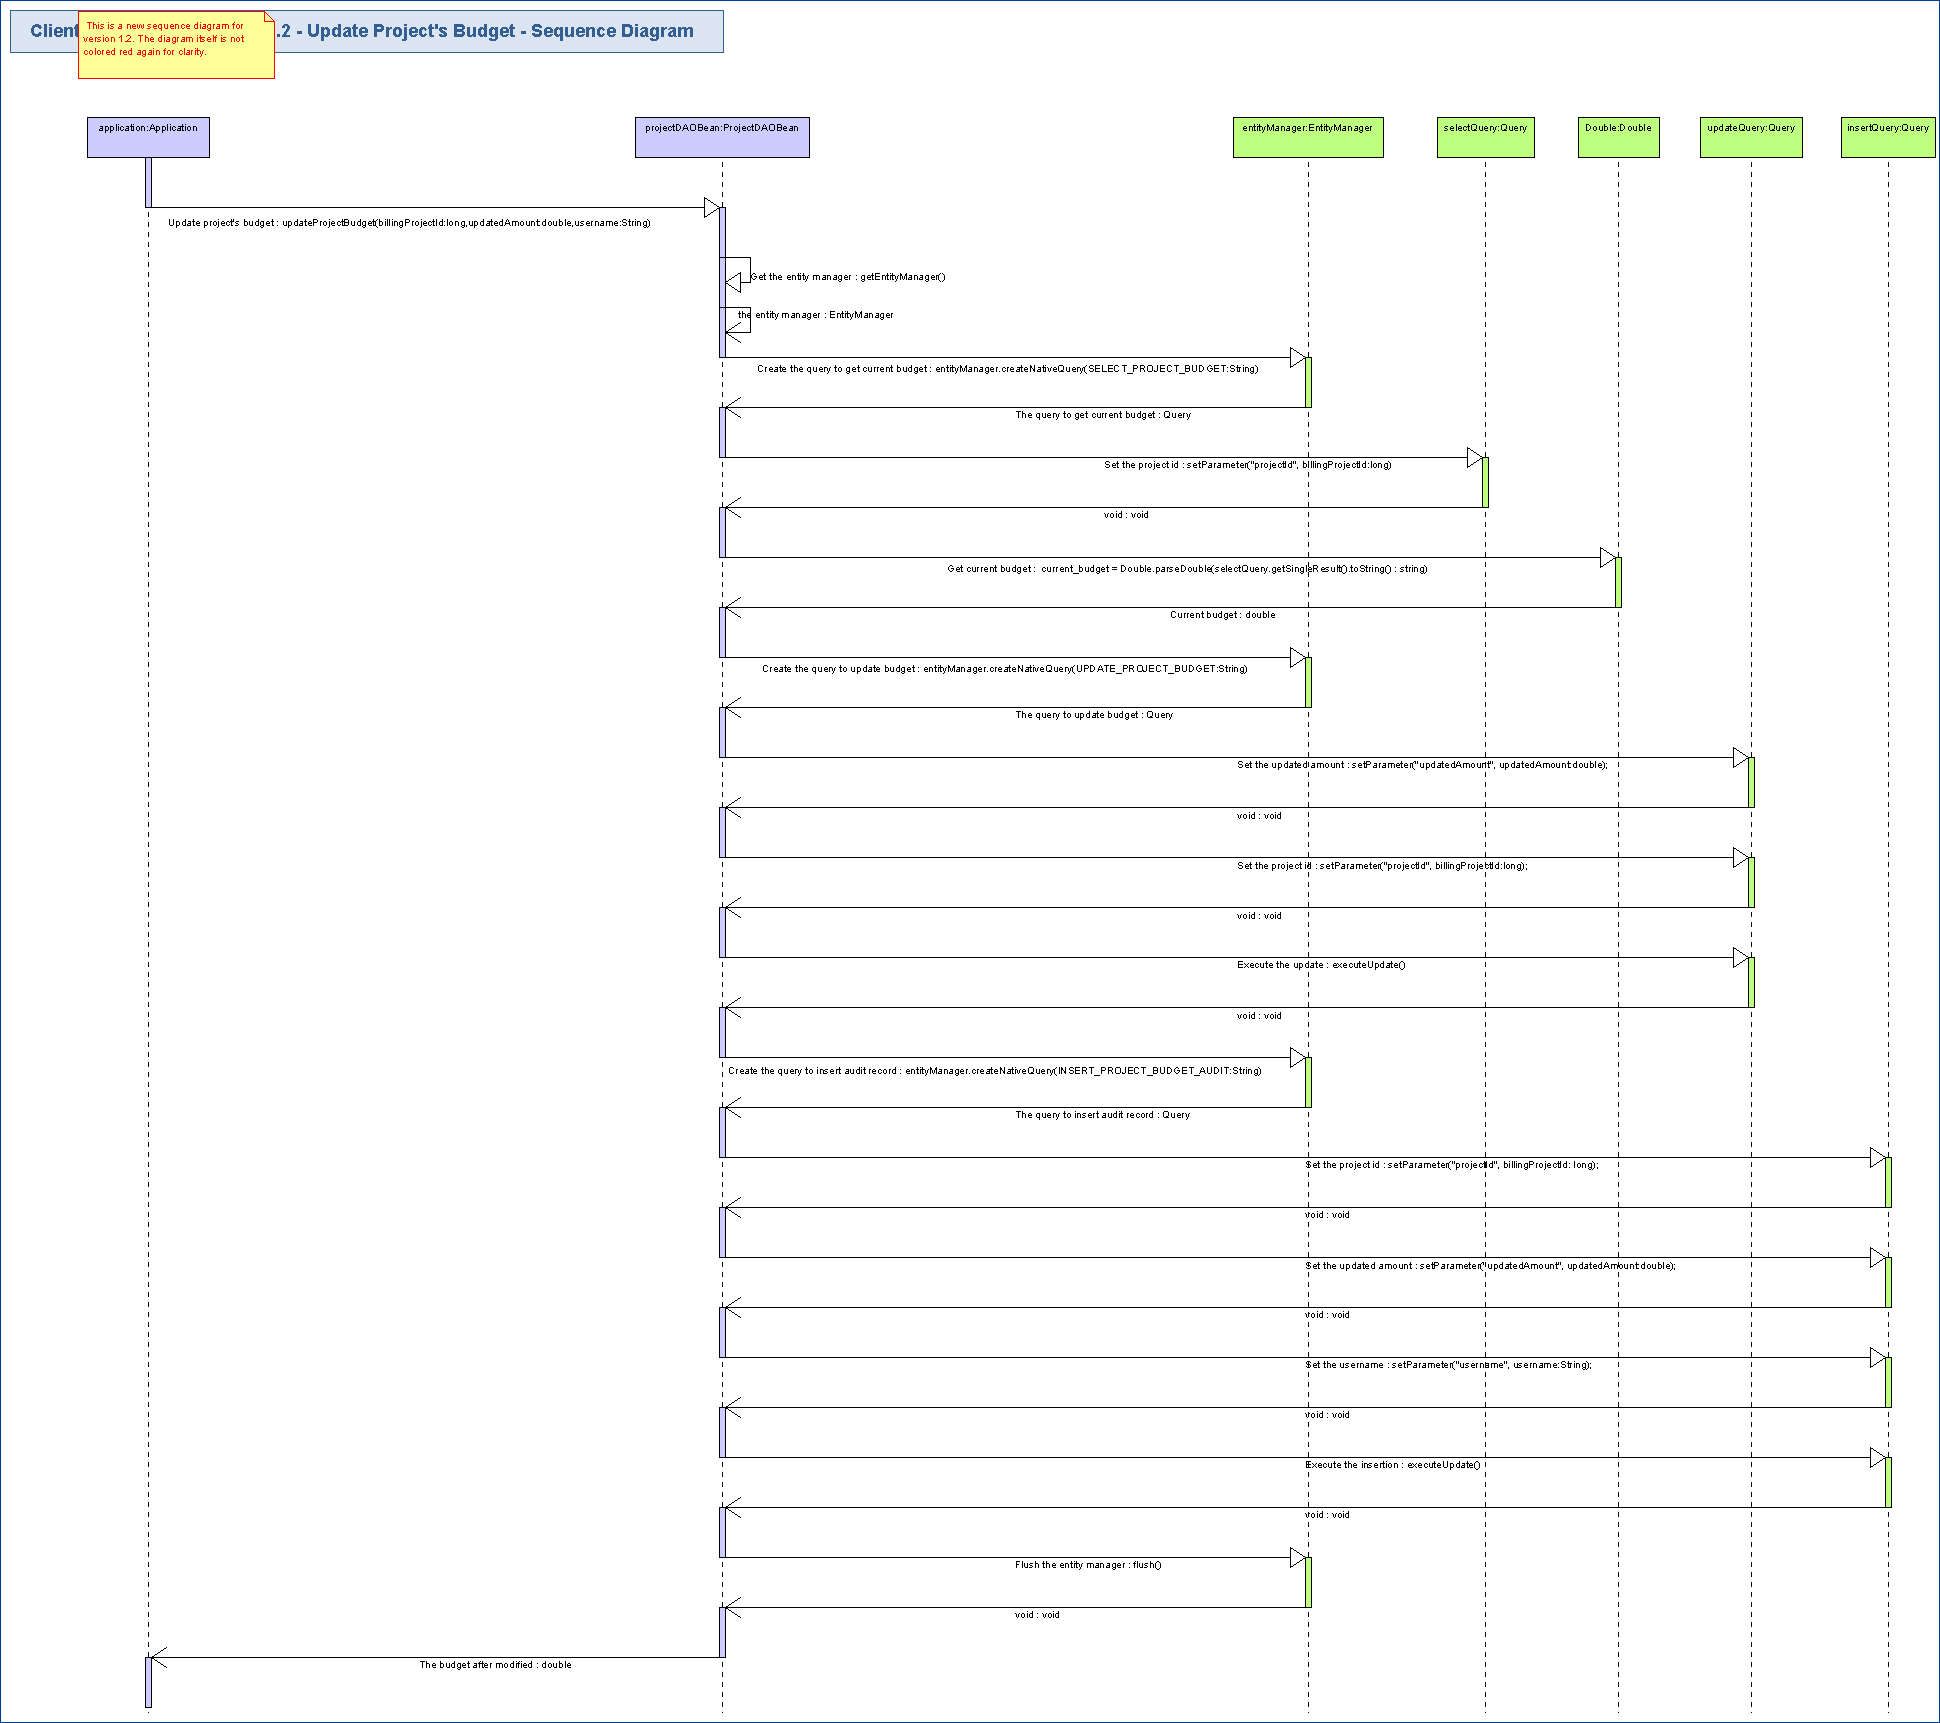 Client
.2 - Update Project's Budget - Sequence Diagram
This is a new sequence diagram for
version 1.2. The diagram itself is not
colored red again for clarity.
application:Application
projectDAOBean:ProjectDAOBean
entityManager:EntityManager
selectQuery:Query
Double:Double
updateQuery:Query
insertQuery:Query
Update project's budget : updateProjectBudget(billingProjectId:long,updatedAmount:double,username:String)
Get the entity manager : getEntityManager()
the entity manager : EntityManager
Create the query to get current budget : entityManager.createNativeQuery(SELECT_PROJECT_BUDGET:String)
The query to get current budget : Query
Set the project id : setParameter("projectId", billingProjectId:long)
void : void
Get current budget :  current_budget = Double.parseDouble(selectQuery.getSingleResult().toString() : string)
Current budget : double
Create the query to update budget : entityManager.createNativeQuery(UPDATE_PROJECT_BUDGET:String)
The query to update budget : Query
Set the updated amount : setParameter("updatedAmount", updatedAmount:double);
void : void
Set the project id : setParameter("projectId", billingProjectId:long);
void : void
Execute the update : executeUpdate()
void : void
Create the query to insert audit record : entityManager.createNativeQuery(INSERT_PROJECT_BUDGET_AUDIT:String)
The query to insert audit record : Query
Set the project id : setParameter("projectId", billingProjectId: long);
void : void
Set the updated amount : setParameter("updatedAmount", updatedAmount:double);
void : void
Set the username : setParameter("username", username:String);
void : void
Execute the insertion : executeUpdate()
void : void
Flush the entity manager : flush()
void : void
The budget after modified : double